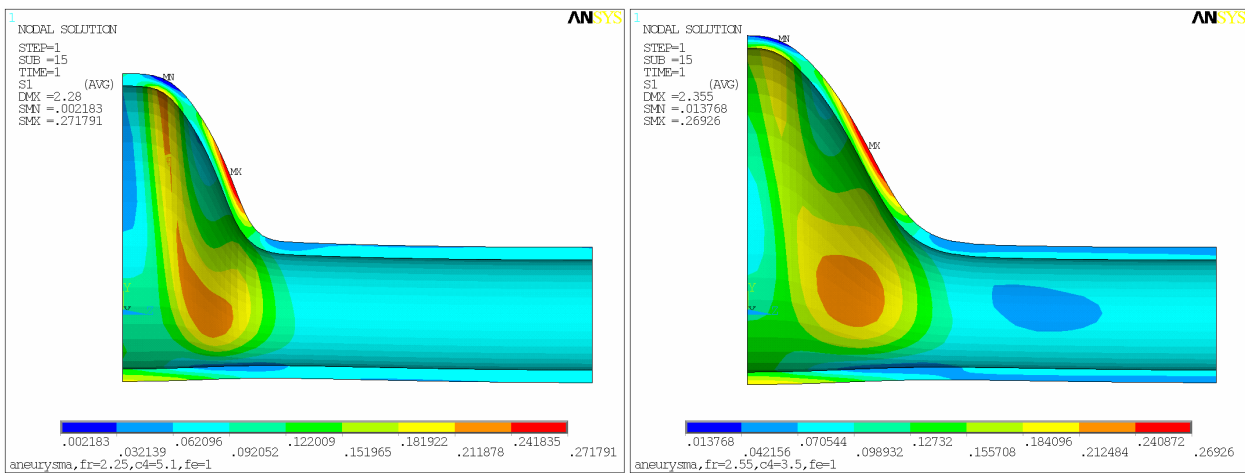 1
ANSYS
NODAL SOLUTION
STEP=1
SUB =15
TIME=1
S1 (AVG)
DMX =2.28
SMN =.002183
SMX =.271791
MN
MX
Y
.002183 .062096 .122009 .181922 .241835
.032139 .092052 .151965 .211878 .271791
aneurysma,fr=2.25,c4=5.1,fe=1
1
ANSYS
NODAL SOLUTION
STEP=1
SUB =15
TIME=1
S1 (AVG)
DMX =2.355
SMN =.013768
SMX =.26926
MN
MX
Y
.013768 .070544 .12732 .184096 .240872
.042156 .098932 .155708 .212484 .26926
aneurysma,fr=2.55,c4=3.5,fe=1